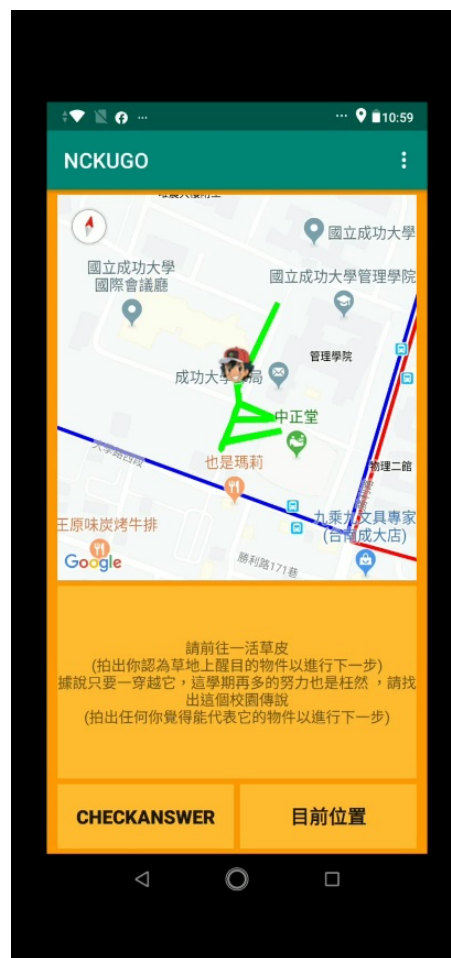 10:59
NCKUGO
國立成功大學
國立成功大學
國際會議廳
國立成功大學管理學院
管理學院
成功大學
局
中正堂
大學路西段
也是瑪莉
物理二館
王原味炭烤牛排
九乘九文具專家
(台南成大店)
勝利路171巷
Google
請前往一活草皮
(拍出你認為草地上醒目的物件以進行下一步)
據說只要一穿越它，這學期再多的努力也是枉然 ，請找
出這個校園傳說
(拍出任何你覺得能代表它的物件以進行下一步)
CHECKANSWER
目前位置